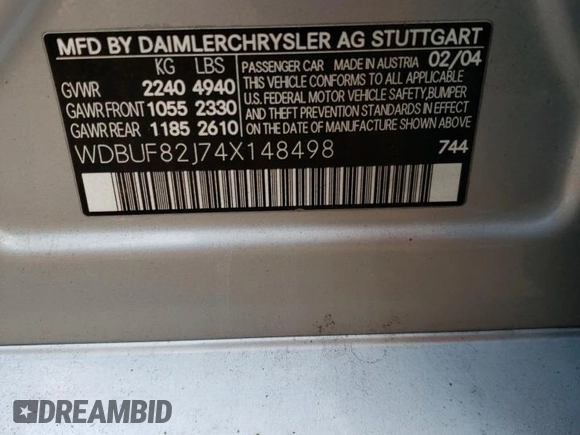 MFD BY DAIMLERCHRYSLER AG STUTTGART
KG LBS
GVWR 2240 4940
GAWR FRONT 1055 2330
GAWR REAR 1185 2610
PASSENGER CAR MADE IN AUSTRIA 02/04
THIS VEHICLE CONFORMS TO ALL APPLICABLE
U.S. FEDERAL MOTOR VEHICLE SAFETY,BUMPER
AND THEFT PREVENTION STANDARDS IN EFFECT
ON THE DATE OF MANUFACTURE SHOWN ABOVE.
WDBUF82J74X148498 744
DREAMBID